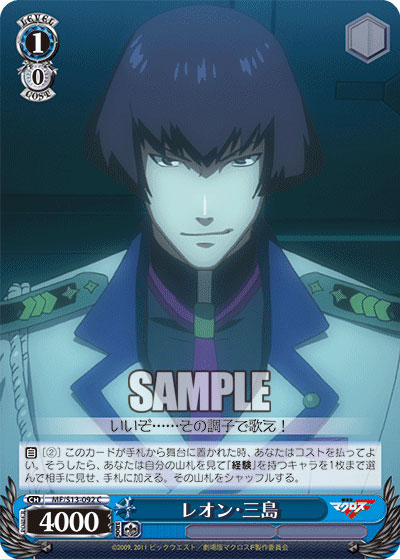 LEVEL
1
0
COST
SAMPLE
いいぞ……その調子で歌え!
自 [②] このカードが手札から舞台に置かれた時、あなたはコストを払ってよ
い。そうしたら、あなたは自分の山札を見て『経験』を持つキャラを1枚まで選
んで相手に見せ、手札に加える。その山札をシャッフルする。
CH MF/S13-092 C
POWER
4000
レオン・三島
マクロスF
©2009, 2011 ビックウエスト/劇場版マクロスF製作委員会